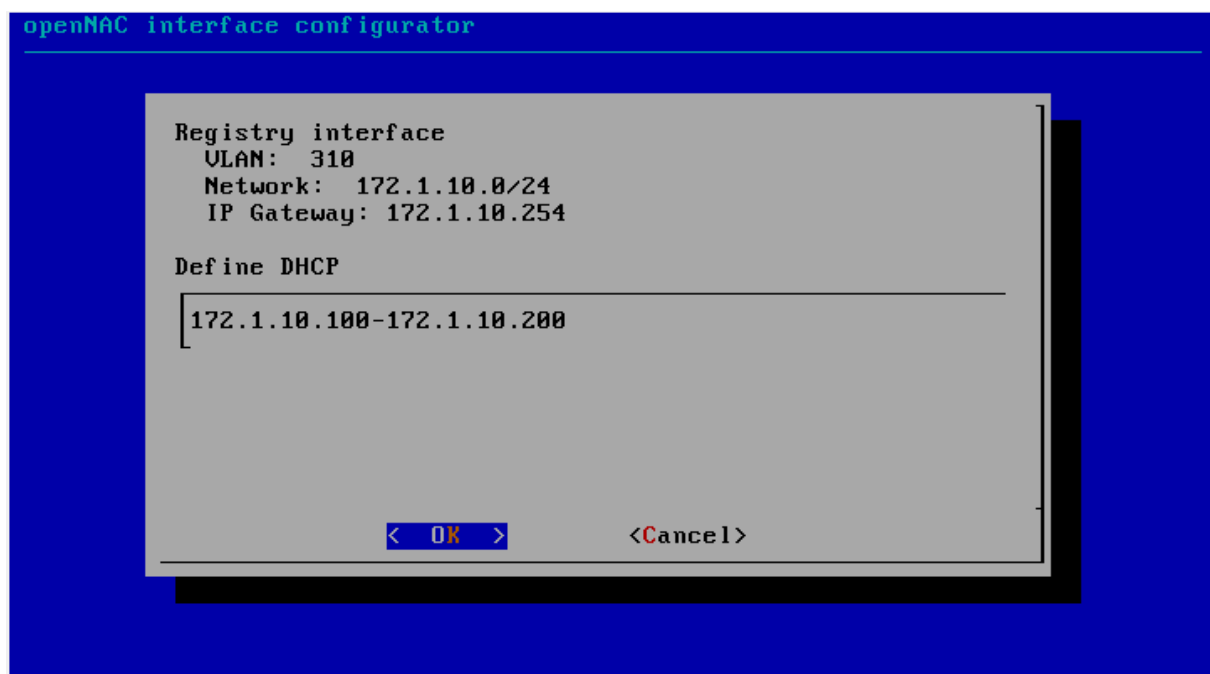 openNAC interface configurator
Registry interface
VLAN: 310
Network: 172.1.10.0/24
IP Gateway: 172.1.10.254
Define DHCP
172.1.10.100-172.1.10.200
< OK > <Cancel>